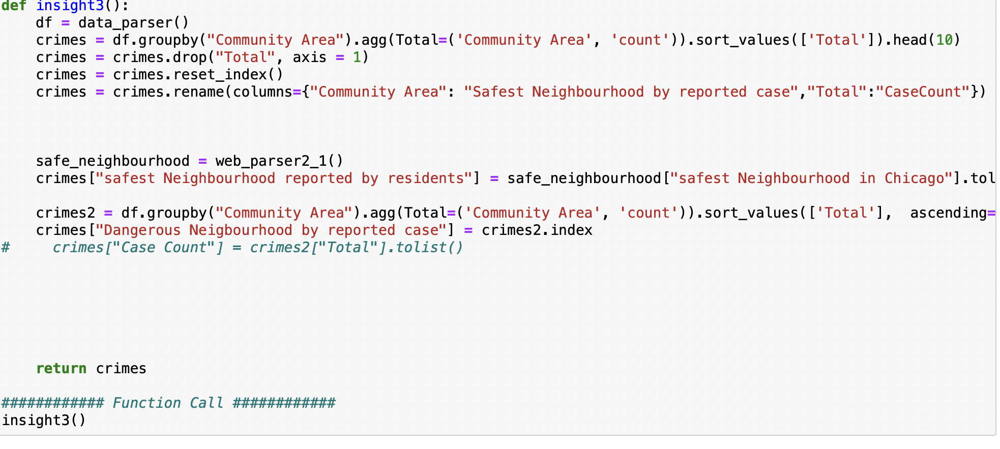 def insight3():
    df = data_parser()
    crimes = df.groupby("Community Area").agg(Total=('Community Area', 'count')).sort_values(['Total']).head(10)
    crimes = crimes.drop("Total", axis = 1)
    crimes = crimes.reset_index()
    crimes = crimes.rename(columns={"Community Area": "Safest Neighbourhood by reported case","Total":"CaseCount"})
    safe_neighbourhood = web_parser2_1()
    crimes["safest Neighbourhood reported by residents"] = safe_neighbourhood["safest Neighbourhood in Chicago"].tol
    crimes2 = df.groupby("Community Area").agg(Total=('Community Area', 'count')).sort_values(['Total'],  ascending=
    crimes["Dangerous Neigbourhood by reported case"] = crimes2.index
#     crimes["Case Count"] = crimes2["Total"].tolist()
    return crimes
############ Function Call ############
insight3()